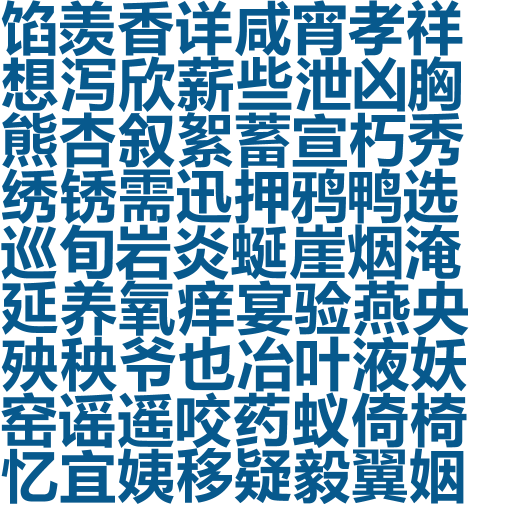 馅羡香详咸宵孝祥
想泻欣薪些泄凶胸
熊杏叙絮蓄宣朽秀
绣锈需迅押鸦鸭选
巡旬岩炎蜒崖烟淹
延养氧痒宴验燕央
殃秧爷也冶叶液妖
窑谣遥咬药蚁倚椅
忆宜姨移疑毅翼姻